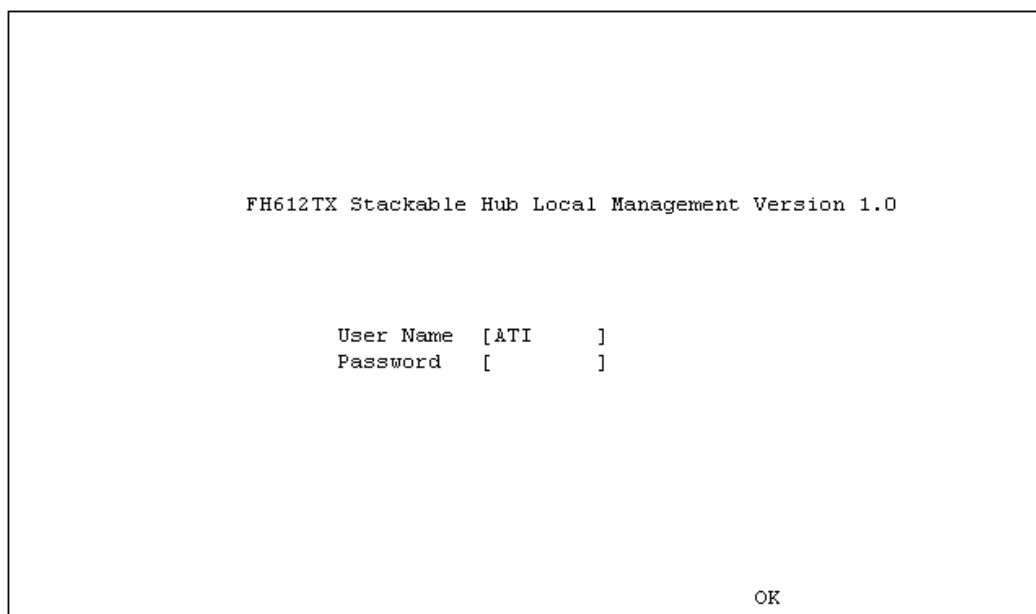 FH612TX Stackable Hub Local Management Version 1.0
User Name [ATI ]
Password [ ]
OK